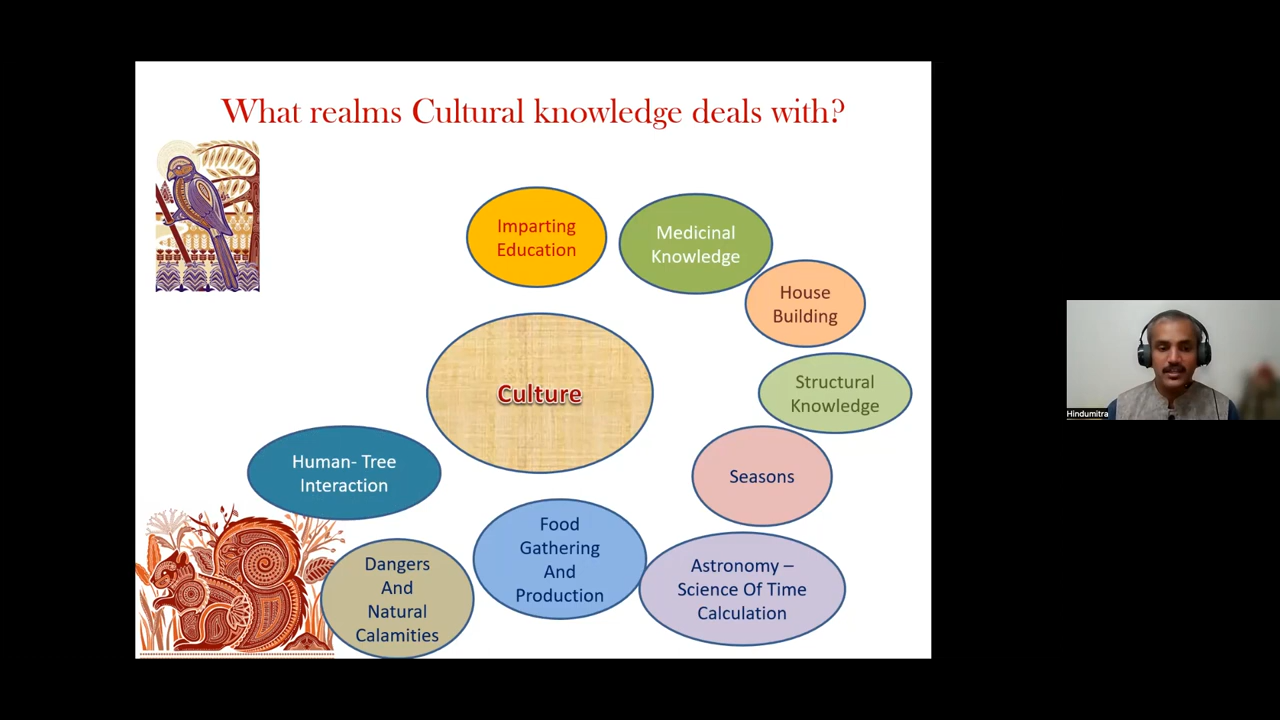 What realms Cultural knowledge deals with?
Imparting
Education
Medicinal
Knowledge
House
Building
Structural
Knowledge
Culture
Seasons
Human- Tree
Interaction
Food
Gathering
And
Production
Astronomy –
Science Of Time
Calculation
Dangers
And
Natural
Calamities
Hindumitra